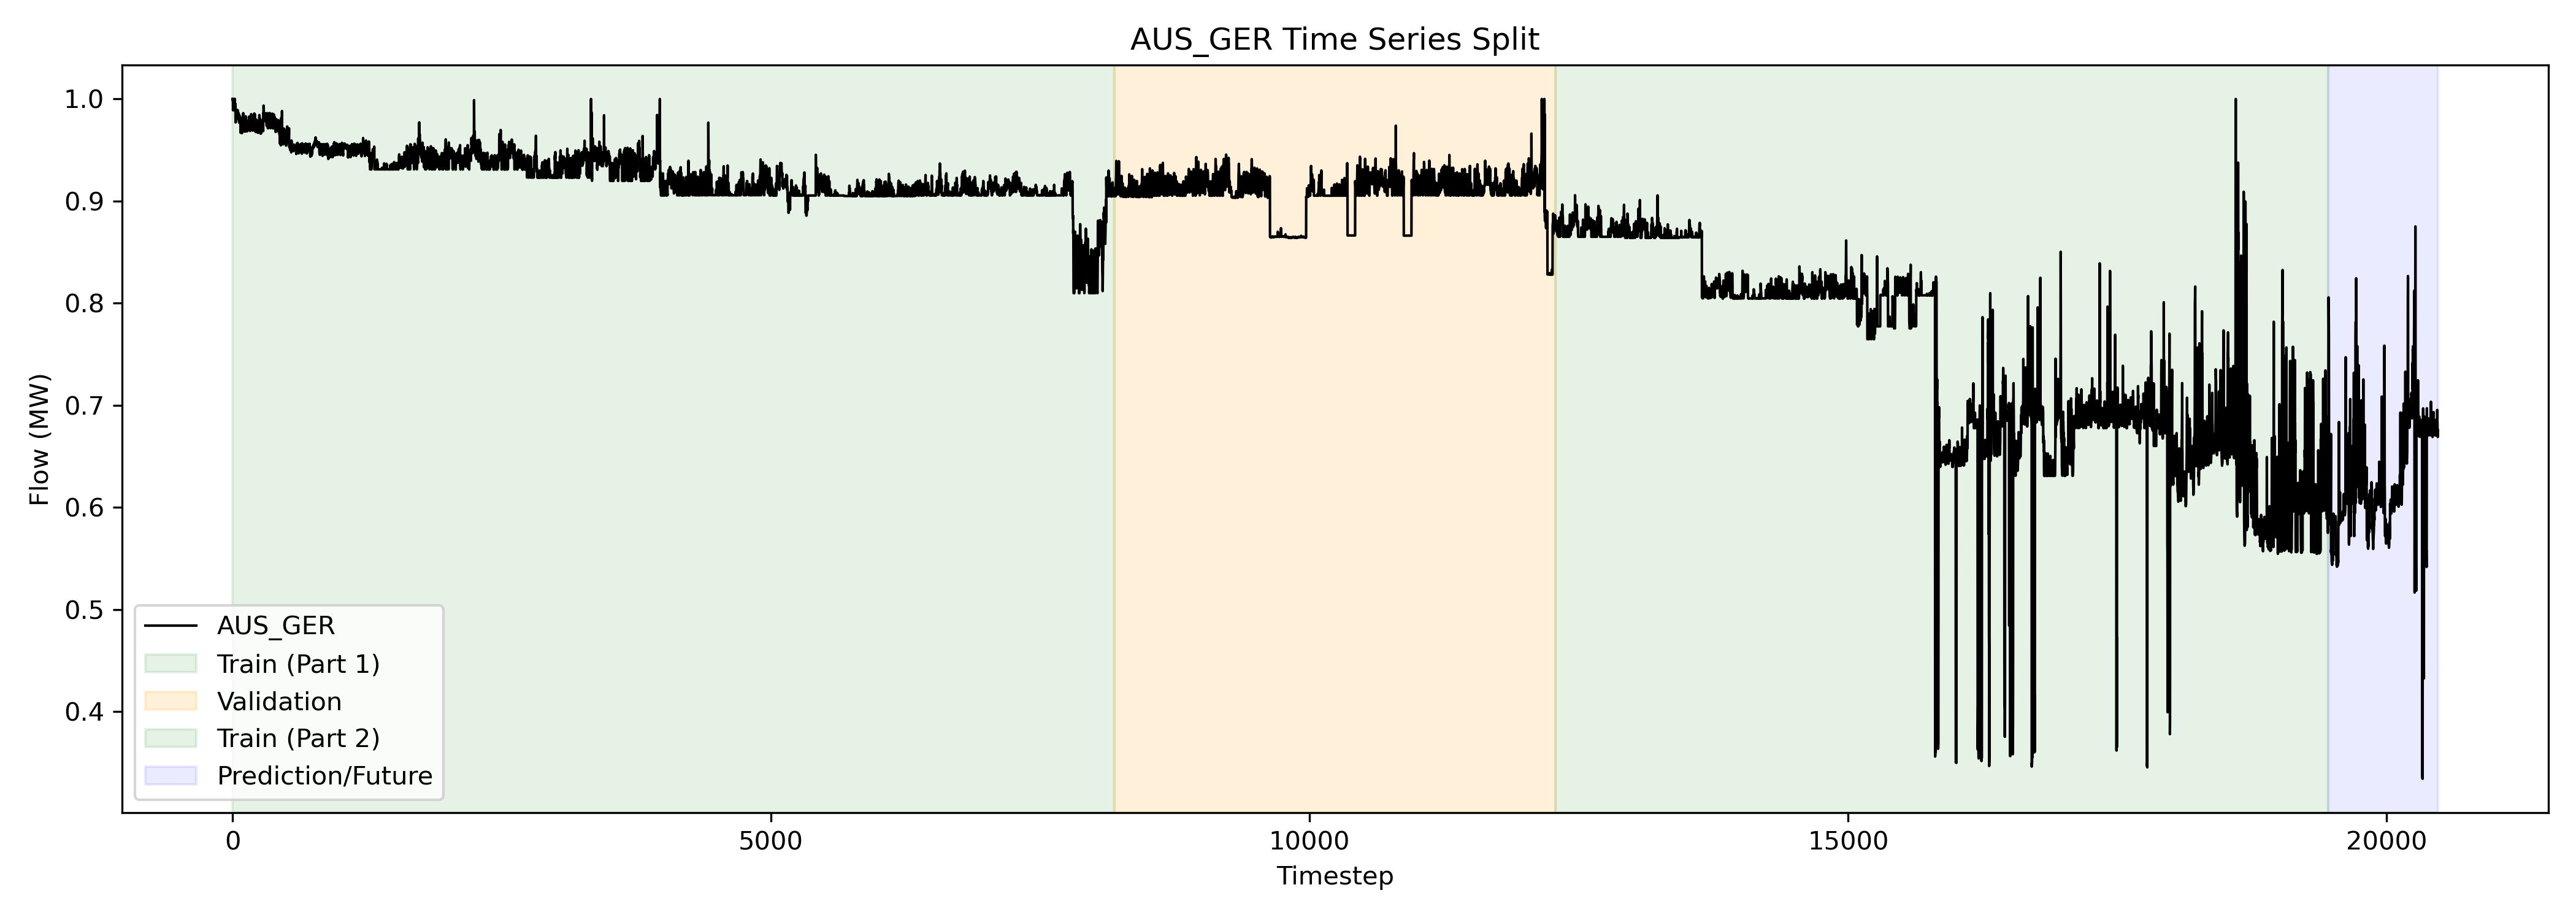 AUS_GER Time Series Split
1.0
0.9
0.8
0.7
0.6
0.5
0.4
Flow (MW)
AUS_GER
Train (Part 1)
Validation
Train (Part 2)
Prediction/Future
0
5000
10000
15000
20000
Timestep